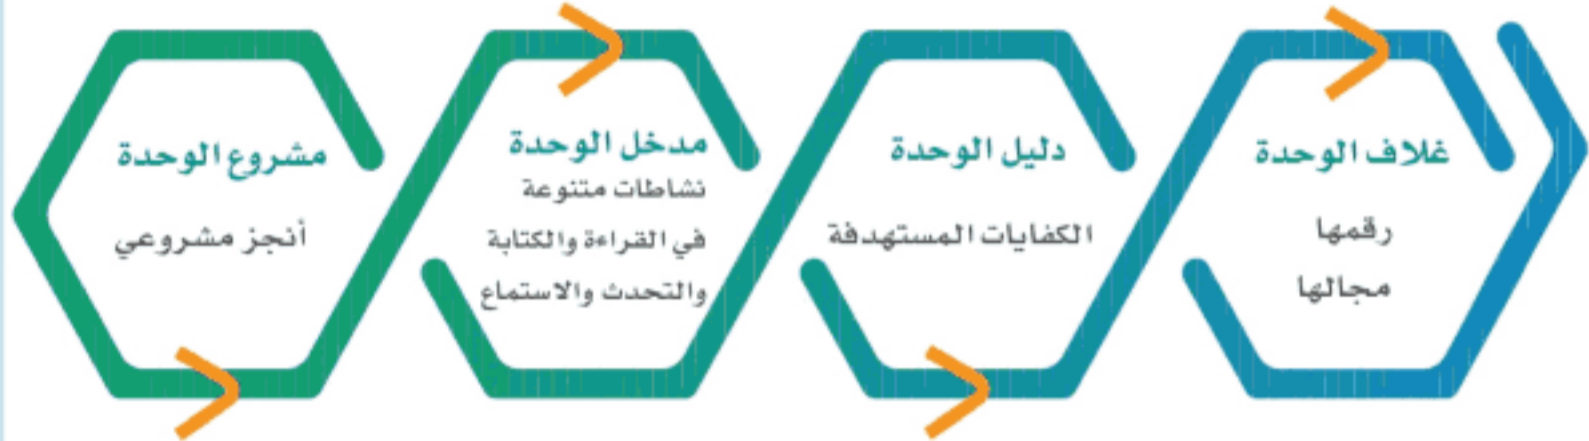 غلاف الوحدة
رقمها
مجالها
دليل الوحدة
الكفايات المستهدفة
مدخل الوحدة
نشاطات متنوعة
في القراءة والكتابة
والتحدث والاستماع
مشروع الوحدة
أنجز مشروعي